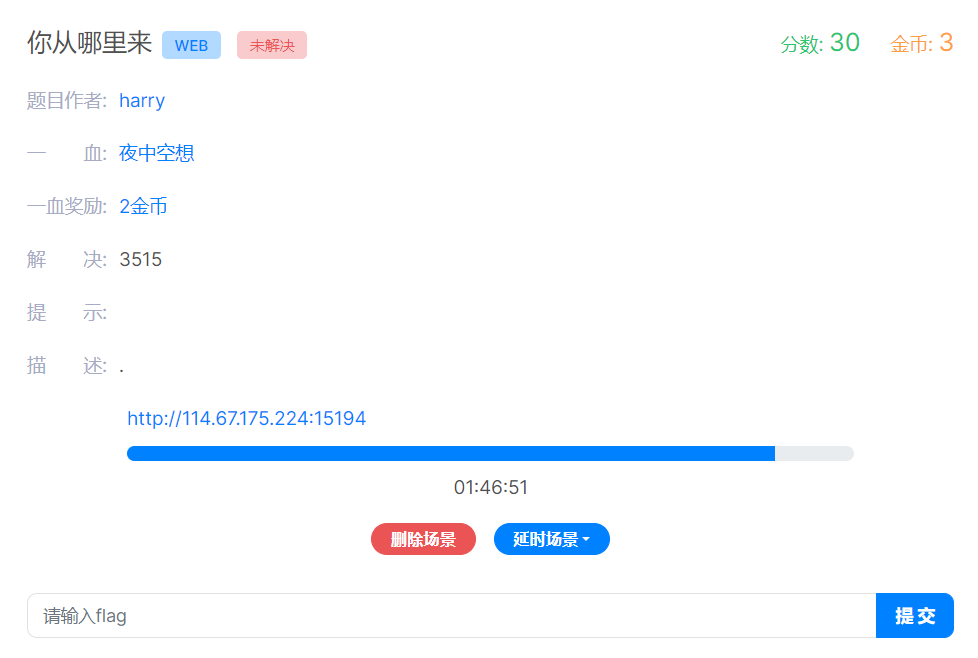 你从哪里来 WEB 未解决 分数: 30 金币: 3
题目作者: harry
一 血: 夜中空想
一血奖励: 2金币
解 决: 3515
提 示:
描 述: .
http://114.67.175.224:15194
01:46:51
删除场景 延时场景
请输入flag 提交